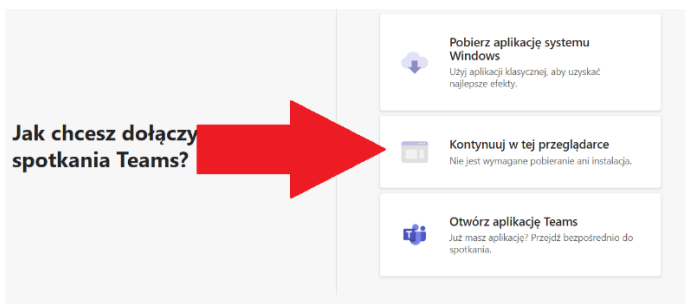 Jak chcesz dołączy
spotkania Teams?
Pobierz aplikację systemu
Windows
Użyj aplikacji klasycznej, aby uzyskać
najlepsze efekty.
Kontynuuj w tej przeglądarce
Nie jest wymagane pobieranie ani instalacja.
Otwórz aplikację Teams
Już masz aplikację? Przejdź bezpośrednio do
spotkania.